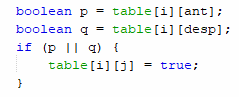 boolean p = table[i][ant];
boolean q = table[i][desp];
if (p || q) {
    table[i][j] = true;
}